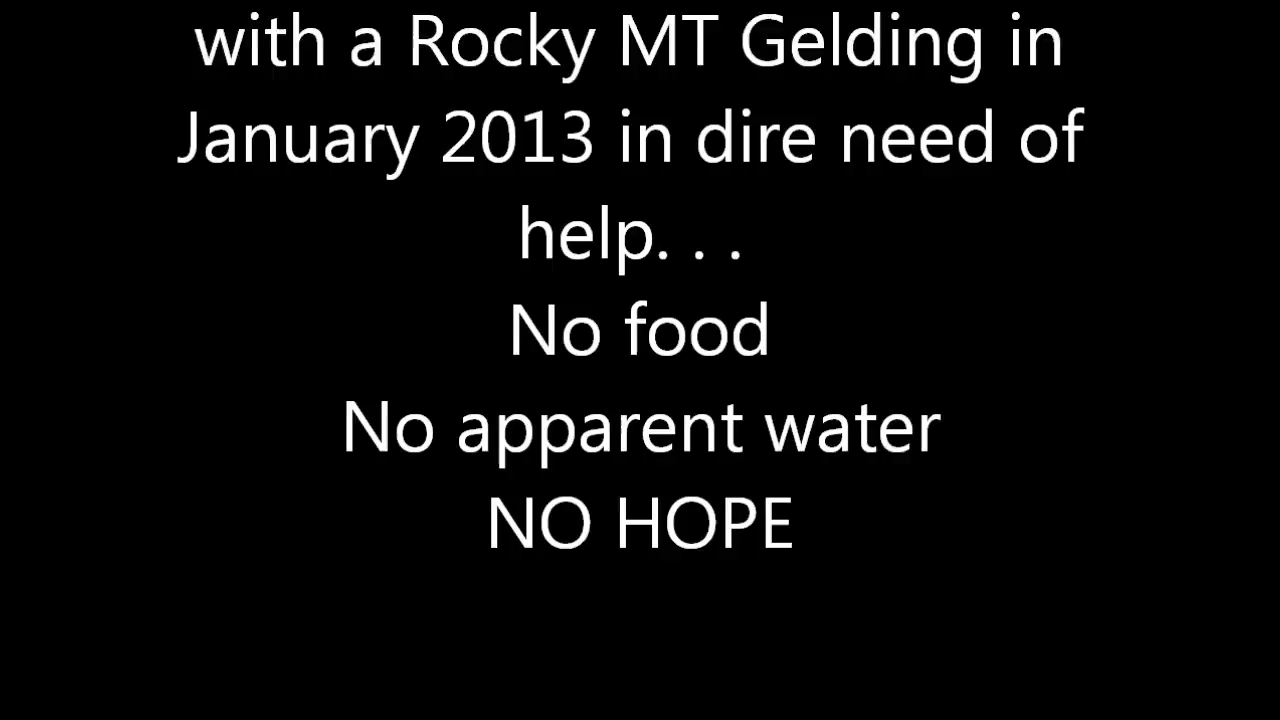 with a Rocky MT Gelding in
January 2013 in dire need of
help. . .
No food
No apparent water
NO HOPE